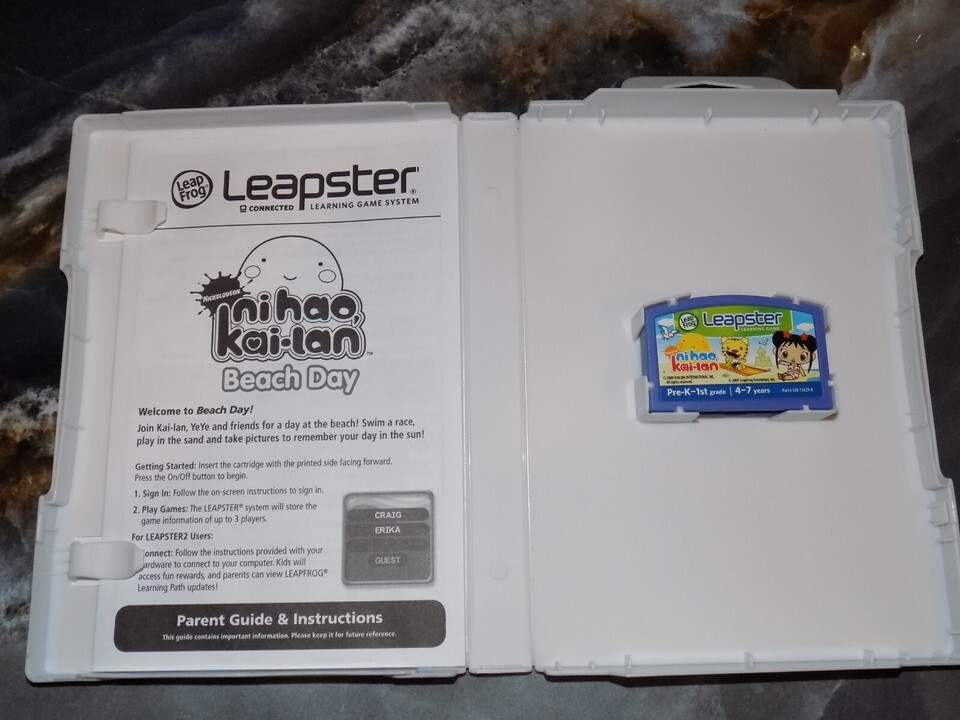 Leap Frog
Leapster®
CONNECTED LEARNING GAME SYSTEM
NICKELODEON
ni hao,
kai-lan™
Beach Day
Welcome to Beach Day!
Join Kai-lan, YeYe and friends for a day at the beach! Swim a race,
play in the sand and take pictures to remember your day in the sun!
Getting Started: Insert the cartridge with the printed side facing forward.
Press the On/Off button to begin.
1. Sign In: Follow the on-screen instructions to sign in.
2. Play Games: The LEAPSTER® system will store the
game information of up to 3 players.
For LEAPSTER2 Users:
onnect: Follow the instructions provided with your
ardware to connect to your computer. Kids will
access fun rewards, and parents can view LEAPFROG®
Learning Path updates!
CRAIG
ERIKA
GUEST
Parent Guide & Instructions
This guide contains important information. Please keep it for future reference.
Leap Frog
Leapster
LEARNING GAME
ni hao,
kai-lan
Pre-K–1st grade | 4–7 years